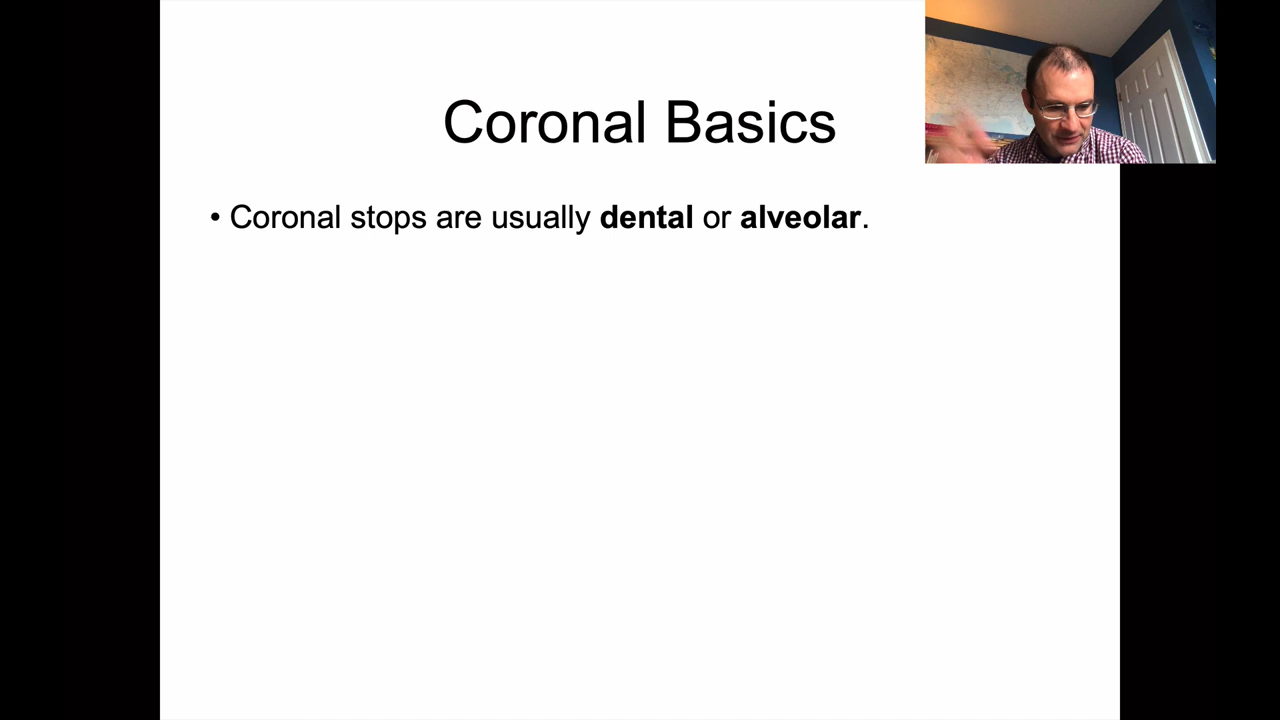 Coronal Basics
• Coronal stops are usually dental or alveolar.